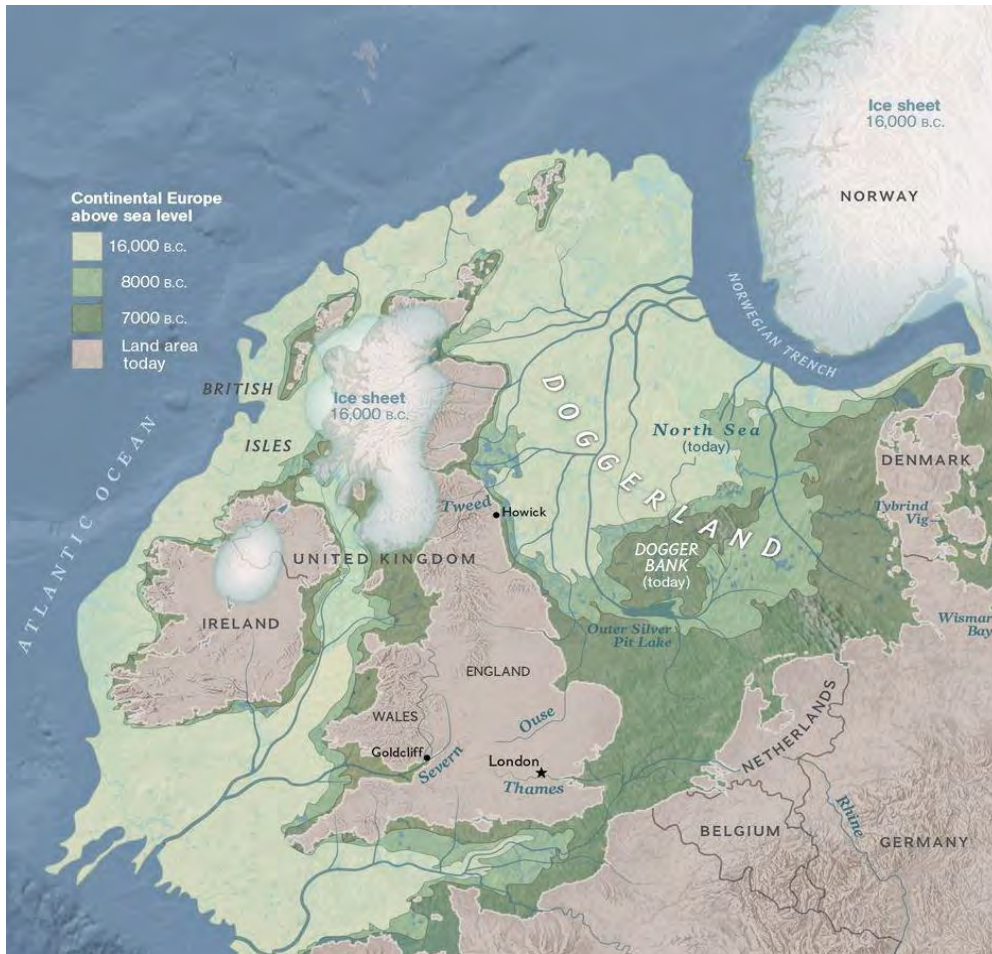 Ice sheet
16,000 B.C.
NORWAY
Continental Europe
above sea level
16,000 B.C.
8000 B.C.
7000 B.C.
Land area
today
NORWEGIAN TRENCH
BRITISH
ISLES
Ice sheet
16,000 B.C.
ATLANTIC OCEAN
DOGGERLAND
North Sea
(today)
DENMARK
Tybrind
Vig
Tweed
Howick
UNITED KINGDOM
DOGGER
BANK
(today)
IRELAND
Outer Silver
Pit Lake
Wismar
Bay
ENGLAND
WALES
Ouse
NETHERLANDS
Goldcliff
Severn
London
Thames
BELGIUM
Rhine
GERMANY